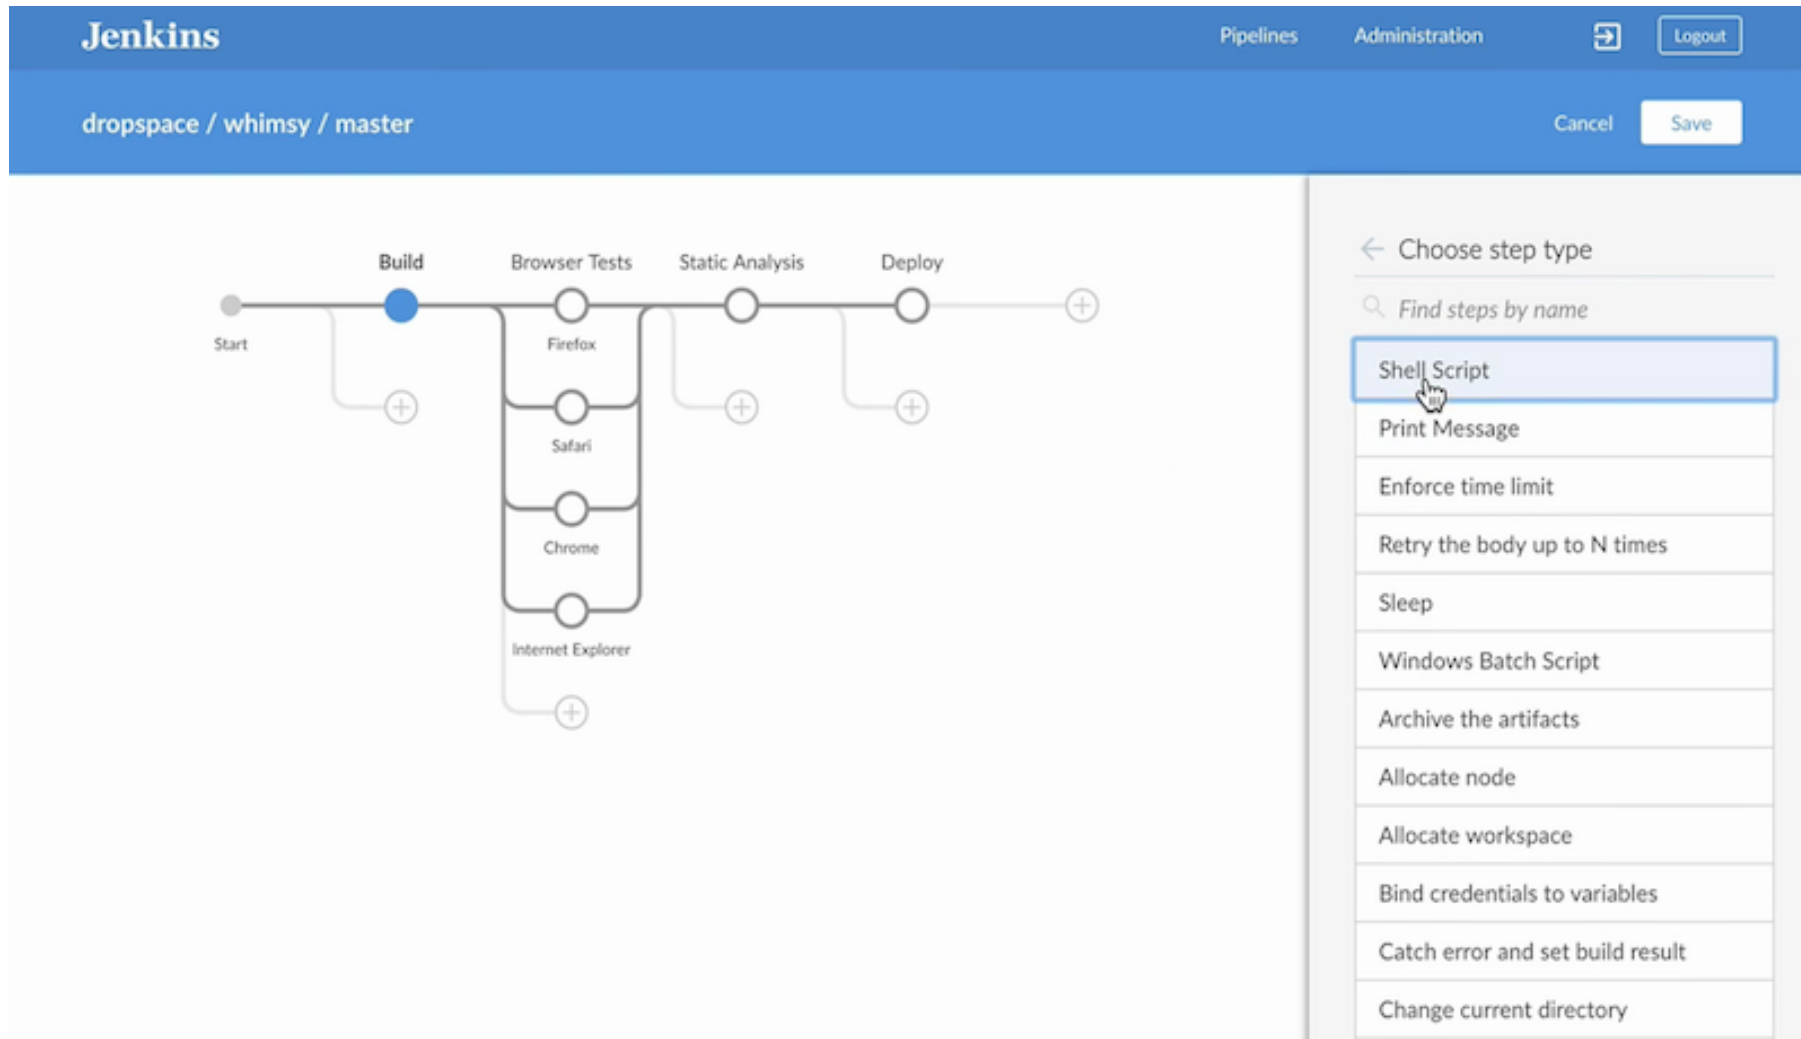 Jenkins
Pipelines
Administration
Logout
dropspace / whimsy / master
Cancel
Save
Build
Browser Tests
Static Analysis
Deploy
Start
Firefox
Safari
Chrome
Internet Explorer
Choose step type
Find steps by name
Shell Script
Print Message
Enforce time limit
Retry the body up to N times
Sleep
Windows Batch Script
Archive the artifacts
Allocate node
Allocate workspace
Bind credentials to variables
Catch error and set build result
Change current directory